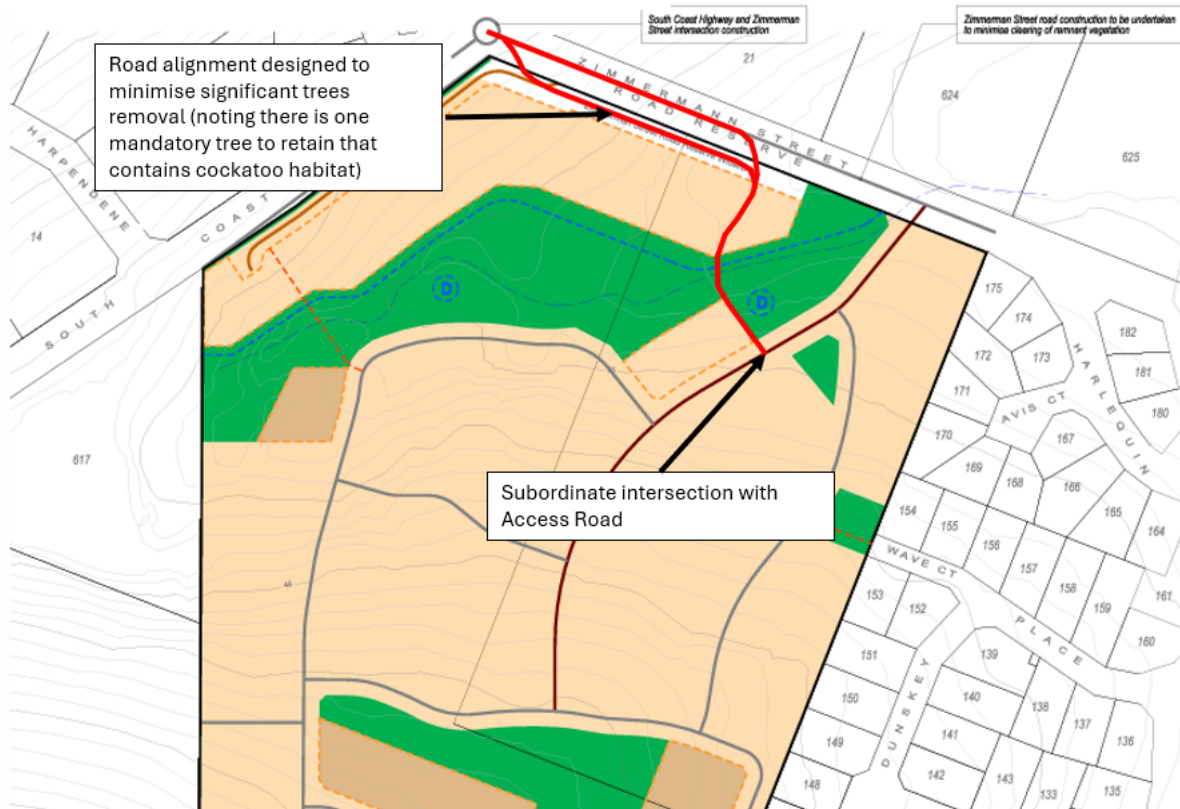 South Coast Highway and Zimmerman
Street intersection construction
Zimmerman Street road construction to be undertaken
to minimise clearing of remnant vegetation
Road alignment designed to
minimise significant trees
removal (noting there is one
mandatory tree to retain that
contains cockatoo habitat)
21
ZIMMERMANN STREET
ROAD RESERVE
624
625
HARPENDENE
14
SOUTH COAST
D
D
617
175
174
173
172
171
170
169
168
167
166
165
164
182
181
180
HARLEQUIN
AVIS CT
Subordinate intersection with
Access Road
154
155
156
157
158
159
161
160
WAVE CT
PLACE
153
152
151
150
149
148
DUNSKEY
139
140
141
142
143
138
137
136
133
135